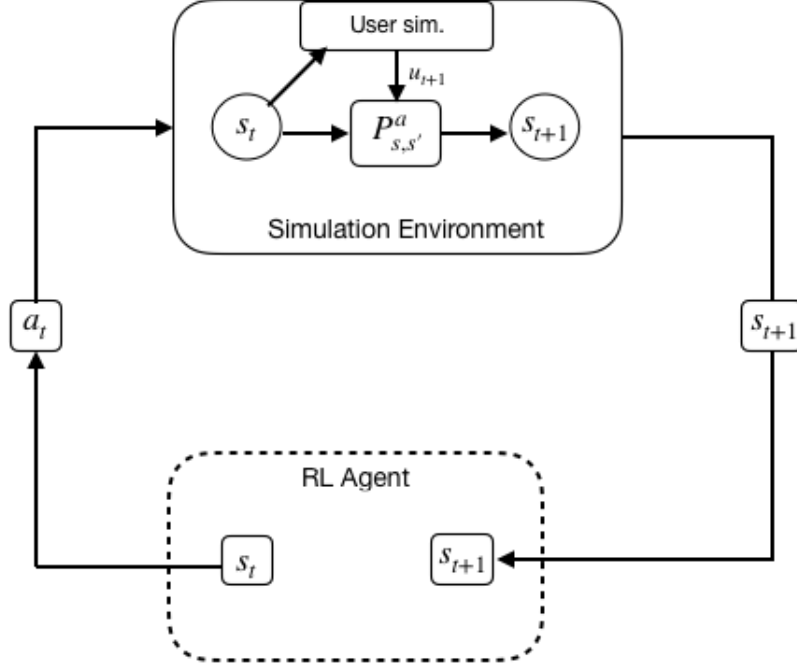 User sim.
u_{t+1}
s_t
P^a_{s,s'}
s_{t+1}
Simulation Environment
a_t
s_{t+1}
RL Agent
s_t
s_{t+1}